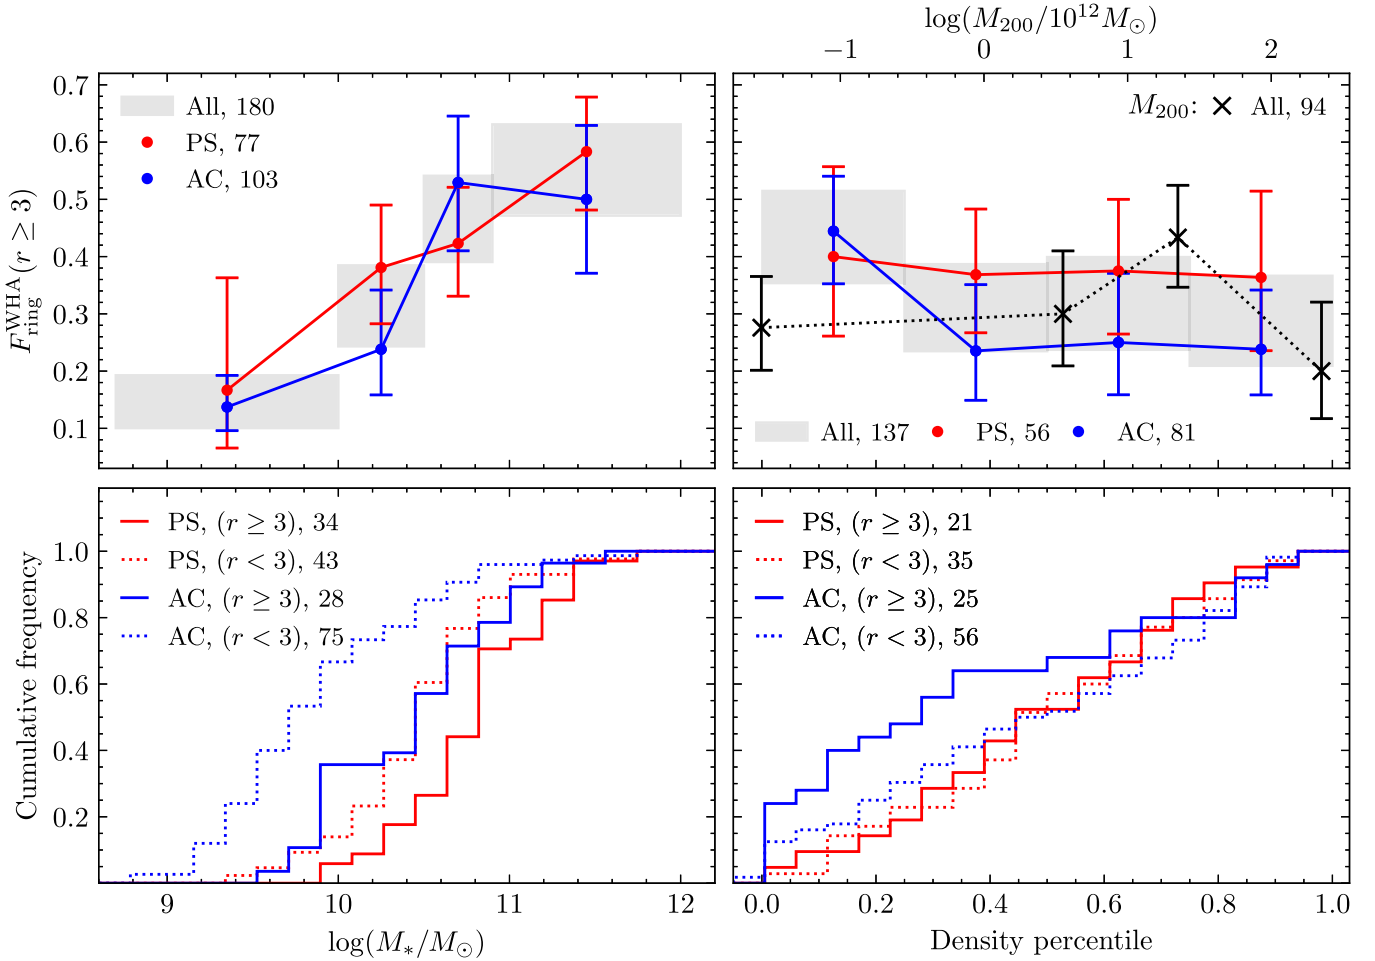 log(M₂₀₀/10¹²M⊙)
−1 0 1 2
0.7
0.6
0.5
0.4
0.3
0.2
0.1
F_ring^WHA(r ≥ 3)
All, 180
PS, 77
AC, 103
M₂₀₀: × All, 94
All, 137 PS, 56 AC, 81
1.0
0.8
0.6
0.4
0.2
Cumulative frequency
PS, (r ≥ 3), 34
PS, (r < 3), 43
AC, (r ≥ 3), 28
AC, (r < 3), 75
PS, (r ≥ 3), 21
PS, (r < 3), 35
AC, (r ≥ 3), 25
AC, (r < 3), 56
9 10 11 12
log(M∗/M⊙)
0.0 0.2 0.4 0.6 0.8 1.0
Density percentile